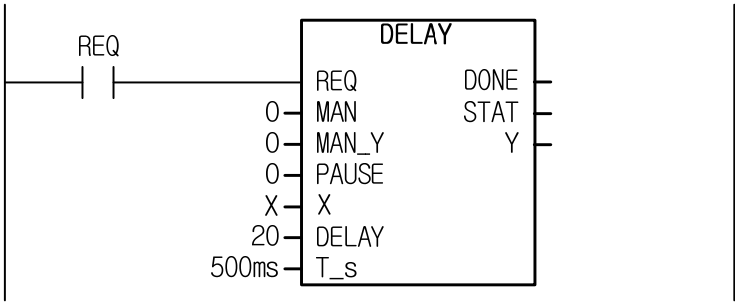 DELAY
REQ
REQ DONE
0 MAN STAT
0 MAN_Y Y
0 PAUSE
X X
20 DELAY
500ms T_s